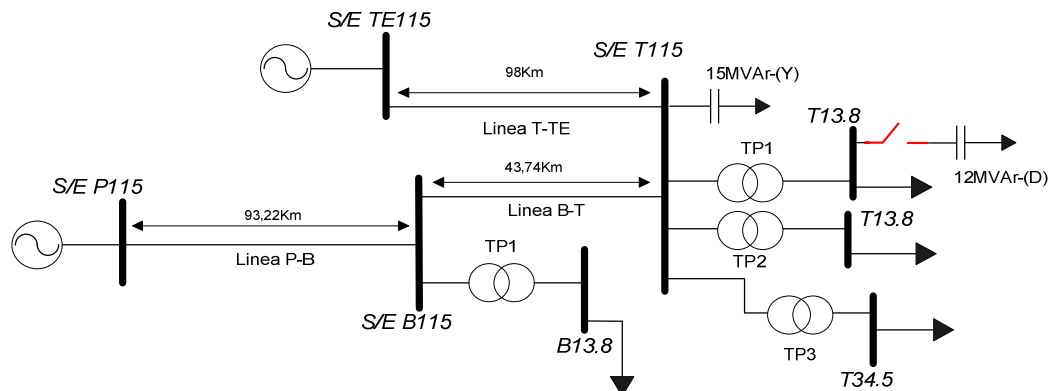 S/E TE115
S/E T115
98Km
15MVAr-(Y)
Linea T-TE
T13.8
TP1
12MVAr-(D)
S/E P115
43,74Km
Linea B-T
93,22Km
T13.8
Linea P-B
TP1
TP2
S/E B115
B13.8
TP3
T34.5